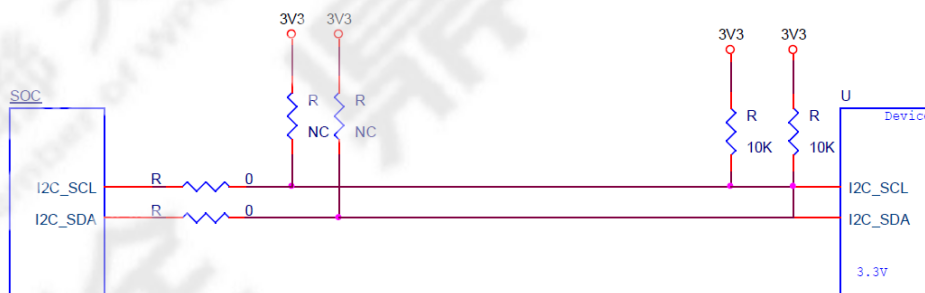 3V3 3V3 3V3 3V3
SOC U
Device
R R R R
NC NC 10K 10K
I2C_SCL R 0 I2C_SCL
I2C_SDA R 0 I2C_SDA
3.3V